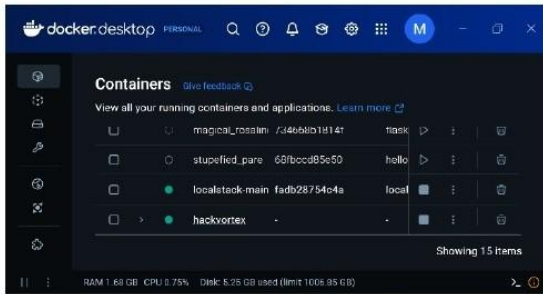 docker desktop PERSONAL M
Containers Give feedback
View all your running containers and applications. Learn more
flask
stupefied_pare 68fbccd85e50 hello
localstack-main fadb28754c4a local
hackvortex - -
Showing 15 items
RAM 1.68 GB CPU 0.75% Disk: 5.25 GB used (limit 1006.85 GB)